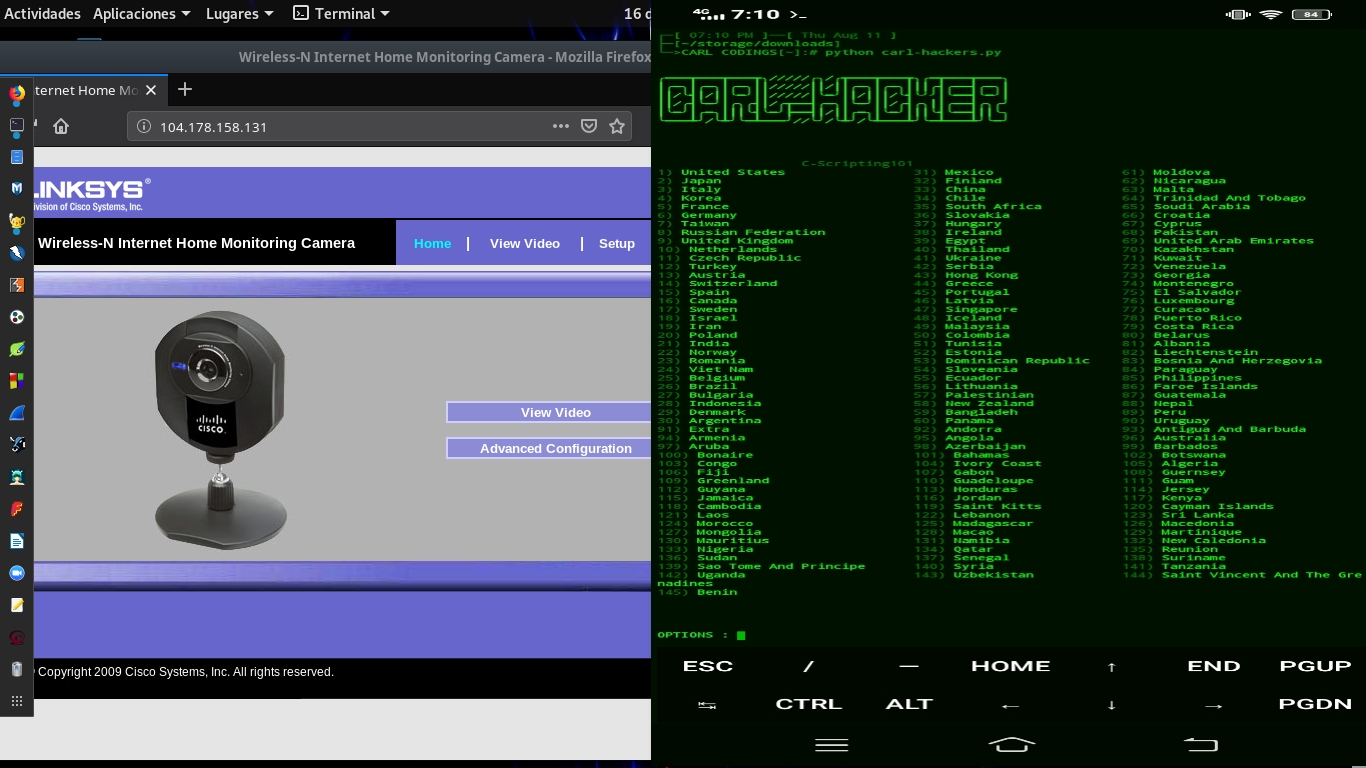 Actividades Aplicaciones Lugares Terminal 16 d
Wireless-N Internet Home Monitoring Camera - Mozilla Firefox
ternet Home Mo
104.178.158.131
LINKSYS®
ivision of Cisco Systems, Inc.
Wireless-N Internet Home Monitoring Camera
Home | View Video | Setup
CISCO.
View Video
Advanced Configuration
Copyright 2009 Cisco Systems, Inc. All rights reserved.
4G 7:10 >_ 84
[ 07:10 PM ]—[ Thu Aug 11 ]
[~/storage/downloads]
>CARL CODINGS[~]:# python carl-hackers.py
CARL-HACKER
C-Scripting101
1) United States 31) Mexico 61) Moldova
2) Japan 32) Finland 62) Nicaragua
3) Italy 33) China 63) Malta
4) Korea 34) Chile 64) Trinidad And Tobago
5) France 35) South Africa 65) Soudi Arabia
6) Germany 36) Slovakia 66) Croatia
7) Taiwan 37) Hungary 67) Cyprus
8) Russian Federation 38) Ireland 68) Pakistan
9) United Kingdom 39) Egypt 69) United Arab Emirates
10) Netherlands 40) Thailand 70) Kazakhstan
11) Czech Republic 41) Ukraine 71) Kuwait
12) Turkey 42) Serbia 72) Venezuela
13) Austria 43) Hong Kong 73) Georgia
14) Switzerland 44) Greece 74) Montenegro
15) Spain 45) Portugal 75) El Salvador
16) Canada 46) Latvia 76) Luxembourg
17) Sweden 47) Singapore 77) Curacao
18) Israel 48) Iceland 78) Puerto Rico
19) Iran 49) Malaysia 79) Costa Rica
20) Poland 50) Colombia 80) Belarus
21) India 51) Tunisia 81) Albania
22) Norway 52) Estonia 82) Liechtenstein
23) Romania 53) Dominican Republic 83) Bosnia And Herzegovia
24) Viet Nam 54) Sloveania 84) Paraguay
25) Belgium 55) Ecuador 85) Philippines
26) Brazil 56) Lithuania 86) Faroe Islands
27) Bulgaria 57) Palestinian 87) Guatemala
28) Indonesia 58) New Zealand 88) Nepal
29) Denmark 59) Bangladeh 89) Peru
30) Argentina 60) Panama 90) Uruguay
91) Extra 92) Andorra 93) Antigua And Barbuda
94) Armenia 95) Angola 96) Australia
97) Aruba 98) Azerbaijan 99) Barbados
100) Bonaire 101) Bahamas 102) Botswana
103) Congo 104) Ivory Coast 105) Algeria
106) Fiji 107) Gabon 108) Guernsey
109) Greenland 110) Guadeloupe 111) Guam
112) Guyana 113) Honduras 114) Jersey
115) Jamaica 116) Jordan 117) Kenya
118) Cambodia 119) Saint Kitts 120) Cayman Islands
121) Laos 122) Lebanon 123) Sri Lanka
124) Morocco 125) Madagascar 126) Macedonia
127) Mongolia 128) Macao 129) Martinique
130) Mauritius 131) Namibia 132) New Caledonia
133) Nigeria 134) Qatar 135) Reunion
136) Sudan 137) Senegal 138) Suriname
139) Sao Tome And Principe 140) Syria 141) Tanzania
142) Uganda 143) Uzbekistan 144) Saint Vincent And The Gre
nadines
145) Benin
OPTIONS :
ESC / — HOME ↑ END PGUP
CTRL ALT ← ↓ → PGDN